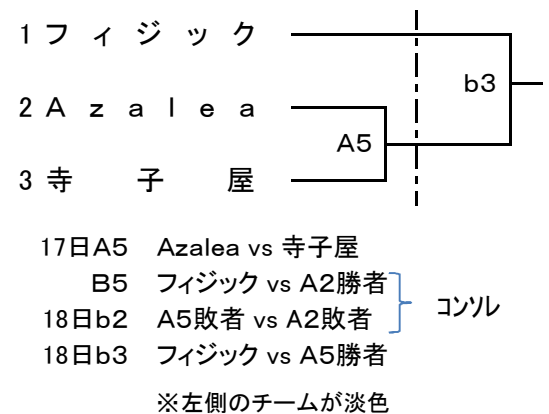 1 フィジック
b3
2 Azalea
A5
3 寺子屋
17日A5 Azalea vs 寺子屋
B5 フィジック vs A2勝者
コンソル
18日b2 A5敗者 vs A2敗者
18日b3 フィジック vs A5勝者
※左側のチームが淡色